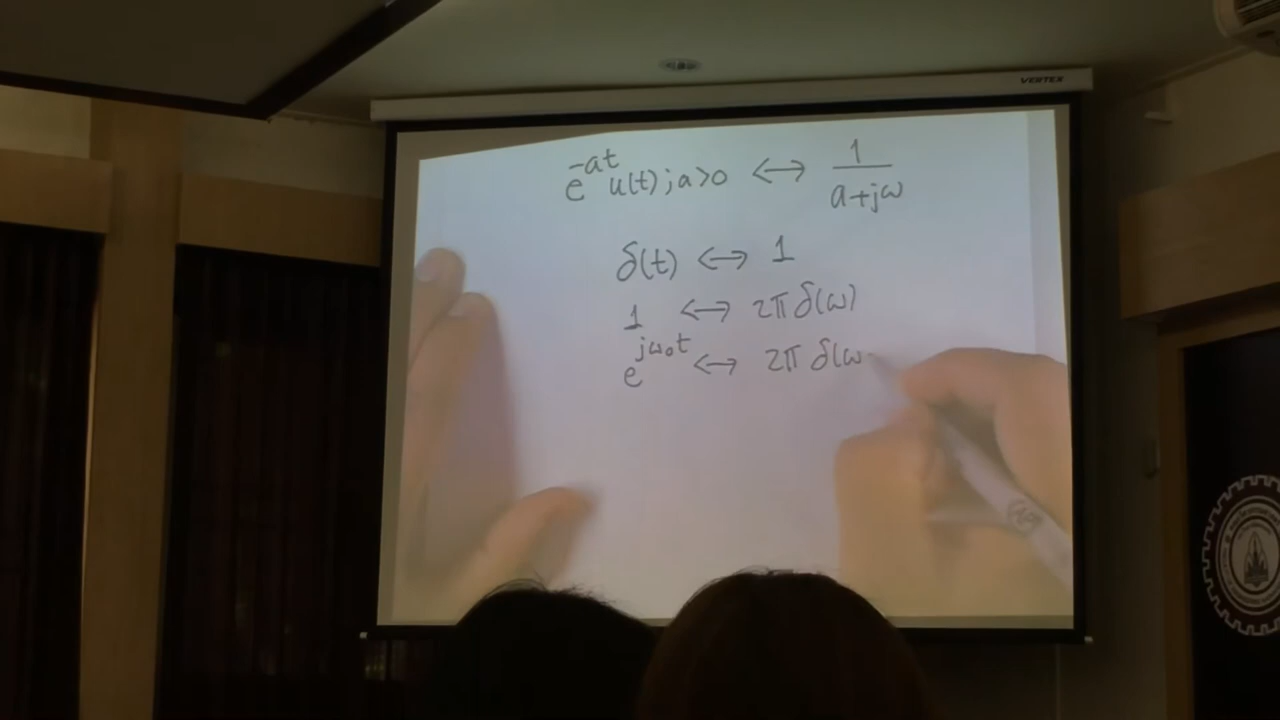 VERTEX
e^{-at} u(t) ; a>0 ↔ 1/(a+jω)
δ(t) ↔ 1
1 ↔ 2π δ(ω)
e^{jω₀t} ↔ 2π δ(ω-